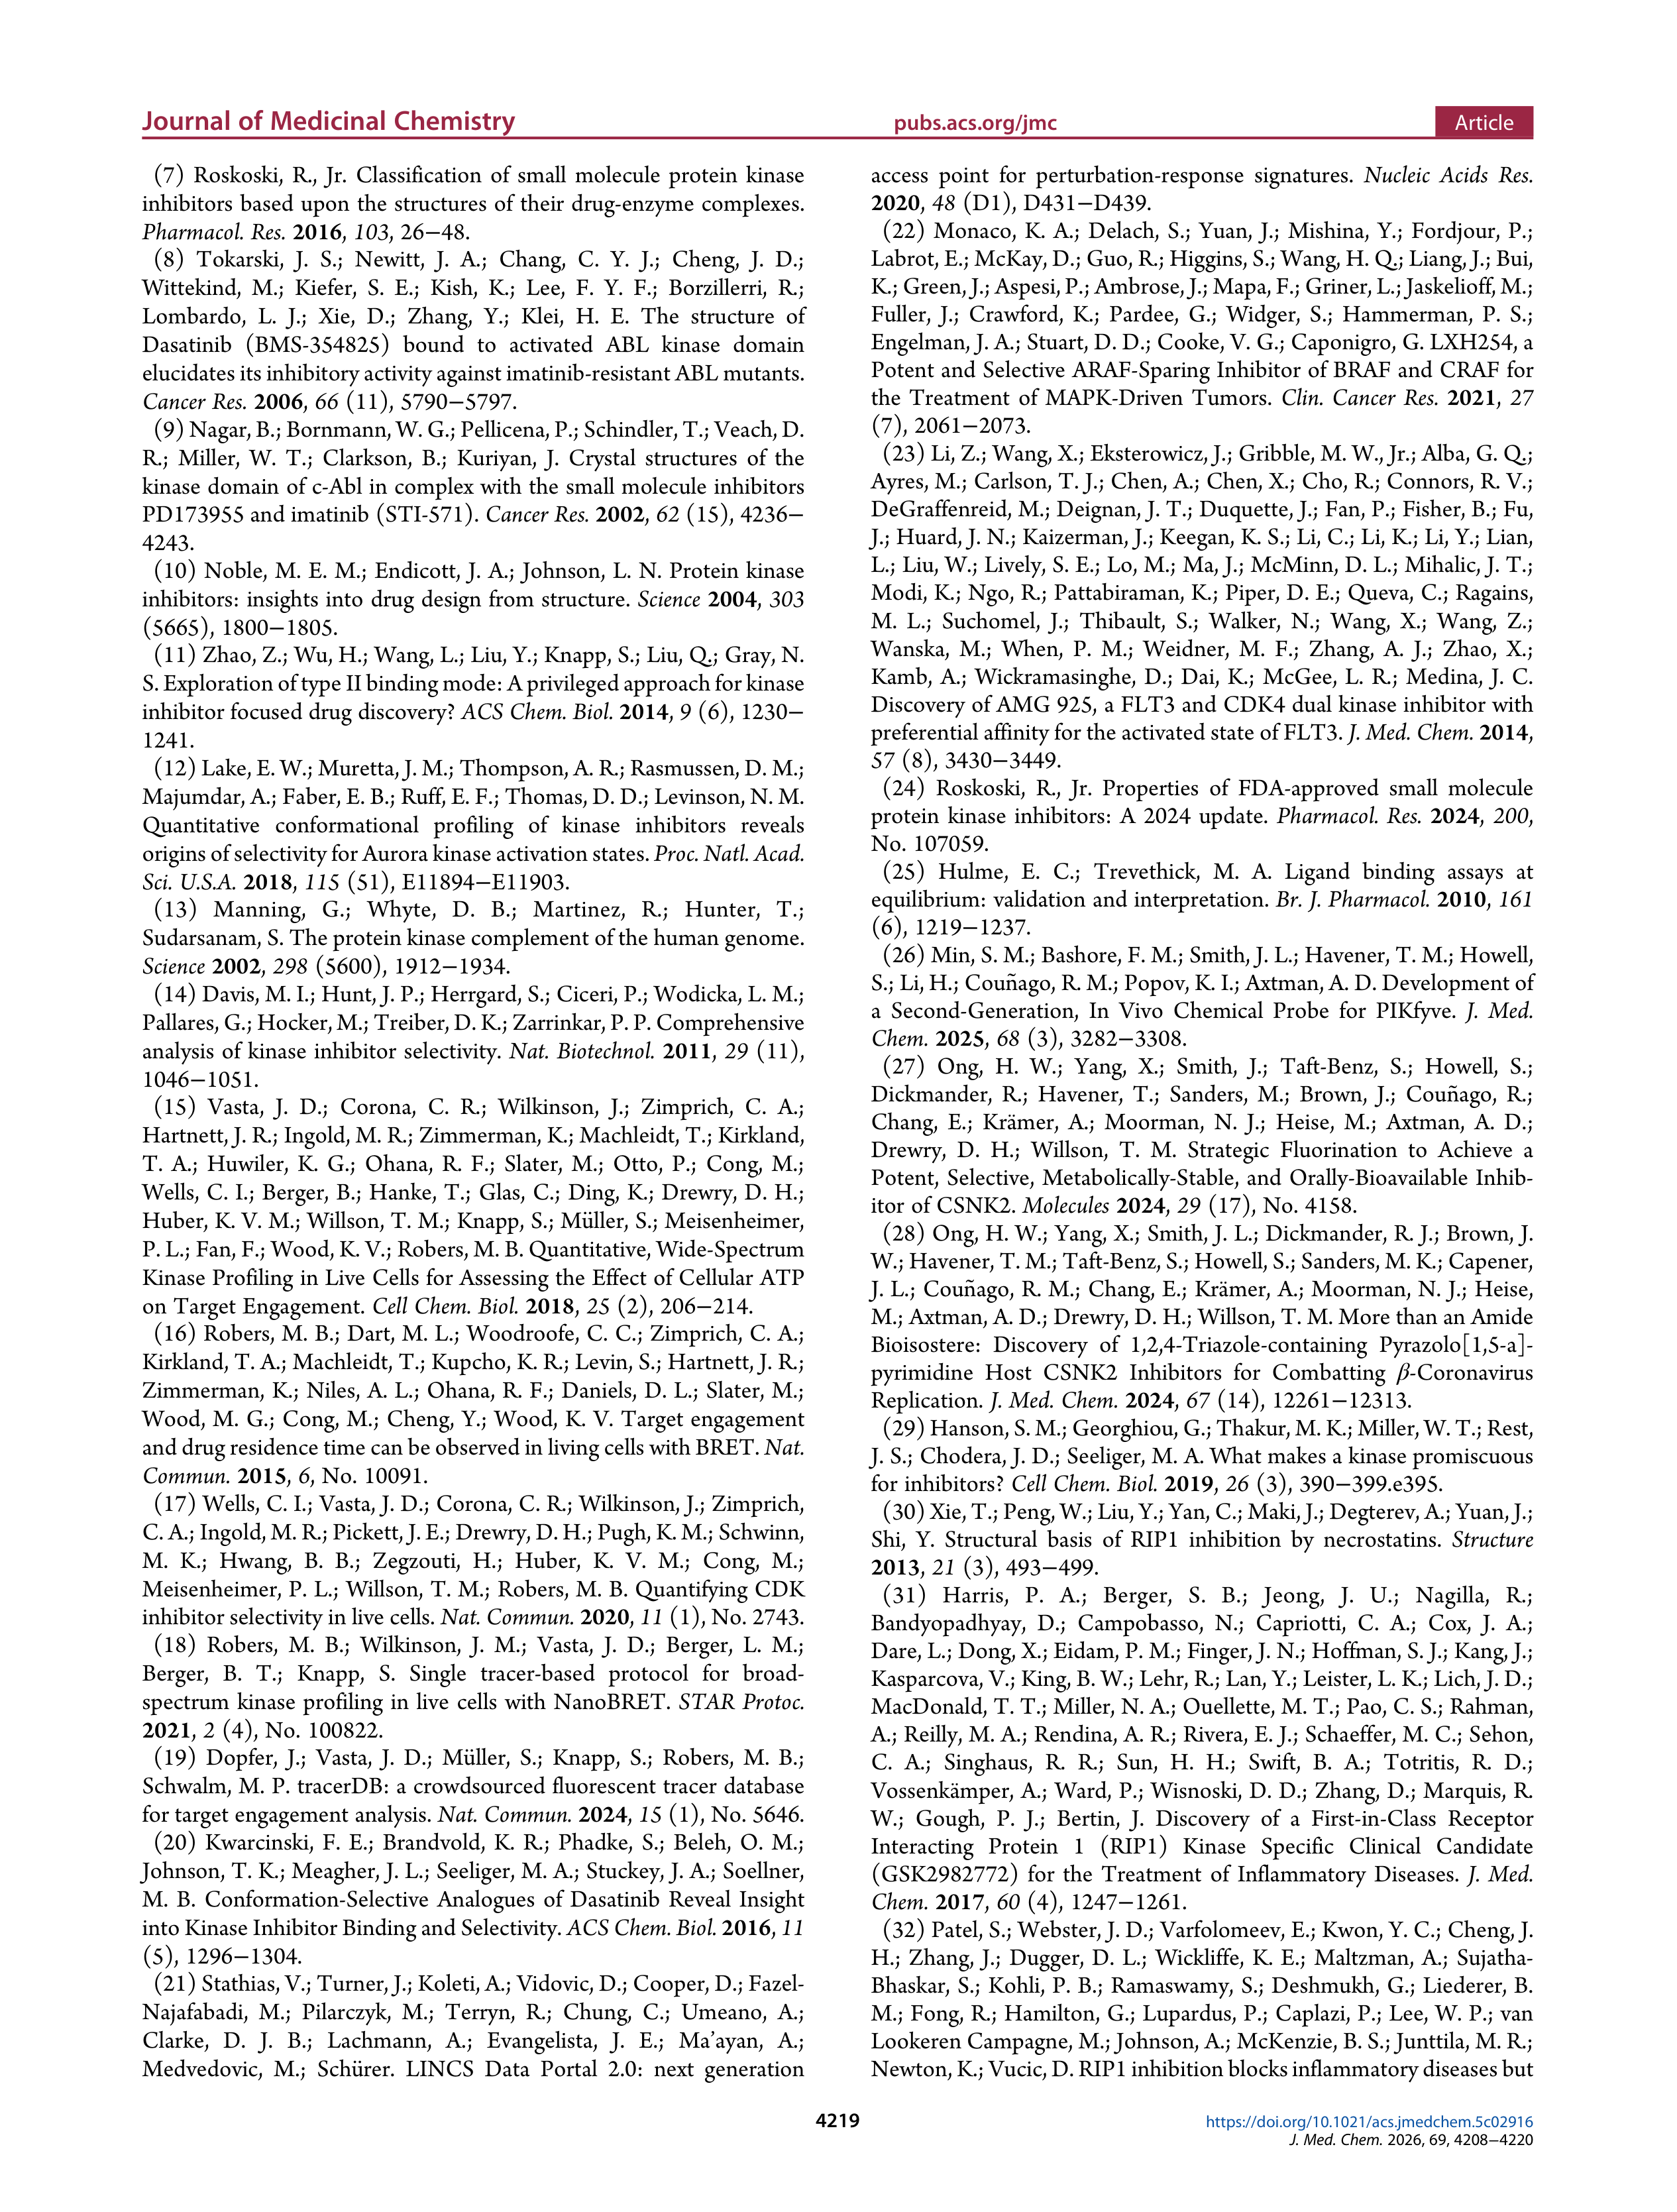 Journal of Medicinal Chemistry
pubs.acs.org/jmc
Article
(7) Roskoski, R., Jr. Classification of small molecule protein kinase
inhibitors based upon the structures of their drug-enzyme complexes.
Pharmacol. Res. 2016, 103, 26−48.
(8) Tokarski, J. S.; Newitt, J. A.; Chang, C. Y. J.; Cheng, J. D.;
Wittekind, M.; Kiefer, S. E.; Kish, K.; Lee, F. Y. F.; Borzillerri, R.;
Lombardo, L. J.; Xie, D.; Zhang, Y.; Klei, H. E. The structure of
Dasatinib (BMS-354825) bound to activated ABL kinase domain
elucidates its inhibitory activity against imatinib-resistant ABL mutants.
Cancer Res. 2006, 66 (11), 5790−5797.
(9) Nagar, B.; Bornmann, W. G.; Pellicena, P.; Schindler, T.; Veach, D.
R.; Miller, W. T.; Clarkson, B.; Kuriyan, J. Crystal structures of the
kinase domain of c-Abl in complex with the small molecule inhibitors
PD173955 and imatinib (STI-571). Cancer Res. 2002, 62 (15), 4236−
4243.
(10) Noble, M. E. M.; Endicott, J. A.; Johnson, L. N. Protein kinase
inhibitors: insights into drug design from structure. Science 2004, 303
(5665), 1800−1805.
(11) Zhao, Z.; Wu, H.; Wang, L.; Liu, Y.; Knapp, S.; Liu, Q.; Gray, N.
S. Exploration of type II binding mode: A privileged approach for kinase
inhibitor focused drug discovery? ACS Chem. Biol. 2014, 9 (6), 1230−
1241.
(12) Lake, E. W.; Muretta, J. M.; Thompson, A. R.; Rasmussen, D. M.;
Majumdar, A.; Faber, E. B.; Ruff, E. F.; Thomas, D. D.; Levinson, N. M.
Quantitative conformational profiling of kinase inhibitors reveals
origins of selectivity for Aurora kinase activation states. Proc. Natl. Acad.
Sci. U.S.A. 2018, 115 (51), E11894−E11903.
(13) Manning, G.; Whyte, D. B.; Martinez, R.; Hunter, T.;
Sudarsanam, S. The protein kinase complement of the human genome.
Science 2002, 298 (5600), 1912−1934.
(14) Davis, M. I.; Hunt, J. P.; Herrgard, S.; Ciceri, P.; Wodicka, L. M.;
Pallares, G.; Hocker, M.; Treiber, D. K.; Zarrinkar, P. P. Comprehensive
analysis of kinase inhibitor selectivity. Nat. Biotechnol. 2011, 29 (11),
1046−1051.
(15) Vasta, J. D.; Corona, C. R.; Wilkinson, J.; Zimprich, C. A.;
Hartnett, J. R.; Ingold, M. R.; Zimmerman, K.; Machleidt, T.; Kirkland,
T. A.; Huwiler, K. G.; Ohana, R. F.; Slater, M.; Otto, P.; Cong, M.;
Wells, C. I.; Berger, B.; Hanke, T.; Glas, C.; Ding, K.; Drewry, D. H.;
Huber, K. V. M.; Willson, T. M.; Knapp, S.; Müller, S.; Meisenheimer,
P. L.; Fan, F.; Wood, K. V.; Robers, M. B. Quantitative, Wide-Spectrum
Kinase Profiling in Live Cells for Assessing the Effect of Cellular ATP
on Target Engagement. Cell Chem. Biol. 2018, 25 (2), 206−214.
(16) Robers, M. B.; Dart, M. L.; Woodroofe, C. C.; Zimprich, C. A.;
Kirkland, T. A.; Machleidt, T.; Kupcho, K. R.; Levin, S.; Hartnett, J. R.;
Zimmerman, K.; Niles, A. L.; Ohana, R. F.; Daniels, D. L.; Slater, M.;
Wood, M. G.; Cong, M.; Cheng, Y.; Wood, K. V. Target engagement
and drug residence time can be observed in living cells with BRET. Nat.
Commun. 2015, 6, No. 10091.
(17) Wells, C. I.; Vasta, J. D.; Corona, C. R.; Wilkinson, J.; Zimprich,
C. A.; Ingold, M. R.; Pickett, J. E.; Drewry, D. H.; Pugh, K. M.; Schwinn,
M. K.; Hwang, B. B.; Zegzouti, H.; Huber, K. V. M.; Cong, M.;
Meisenheimer, P. L.; Willson, T. M.; Robers, M. B. Quantifying CDK
inhibitor selectivity in live cells. Nat. Commun. 2020, 11 (1), No. 2743.
(18) Robers, M. B.; Wilkinson, J. M.; Vasta, J. D.; Berger, L. M.;
Berger, B. T.; Knapp, S. Single tracer-based protocol for broad-
spectrum kinase profiling in live cells with NanoBRET. STAR Protoc.
2021, 2 (4), No. 100822.
(19) Dopfer, J.; Vasta, J. D.; Müller, S.; Knapp, S.; Robers, M. B.;
Schwalm, M. P. tracerDB: a crowdsourced fluorescent tracer database
for target engagement analysis. Nat. Commun. 2024, 15 (1), No. 5646.
(20) Kwarcinski, F. E.; Brandvold, K. R.; Phadke, S.; Beleh, O. M.;
Johnson, T. K.; Meagher, J. L.; Seeliger, M. A.; Stuckey, J. A.; Soellner,
M. B. Conformation-Selective Analogues of Dasatinib Reveal Insight
into Kinase Inhibitor Binding and Selectivity. ACS Chem. Biol. 2016, 11
(5), 1296−1304.
(21) Stathias, V.; Turner, J.; Koleti, A.; Vidovic, D.; Cooper, D.; Fazel-
Najafabadi, M.; Pilarczyk, M.; Terryn, R.; Chung, C.; Umeano, A.;
Clarke, D. J. B.; Lachmann, A.; Evangelista, J. E.; Ma’ayan, A.;
Medvedovic, M.; Schürer. LINCS Data Portal 2.0: next generation
access point for perturbation-response signatures. Nucleic Acids Res.
2020, 48 (D1), D431−D439.
(22) Monaco, K. A.; Delach, S.; Yuan, J.; Mishina, Y.; Fordjour, P.;
Labrot, E.; McKay, D.; Guo, R.; Higgins, S.; Wang, H. Q.; Liang, J.; Bui,
K.; Green, J.; Aspesi, P.; Ambrose, J.; Mapa, F.; Griner, L.; Jaskelioff, M.;
Fuller, J.; Crawford, K.; Pardee, G.; Widger, S.; Hammerman, P. S.;
Engelman, J. A.; Stuart, D. D.; Cooke, V. G.; Caponigro, G. LXH254, a
Potent and Selective ARAF-Sparing Inhibitor of BRAF and CRAF for
the Treatment of MAPK-Driven Tumors. Clin. Cancer Res. 2021, 27
(7), 2061−2073.
(23) Li, Z.; Wang, X.; Eksterowicz, J.; Gribble, M. W., Jr.; Alba, G. Q.;
Ayres, M.; Carlson, T. J.; Chen, A.; Chen, X.; Cho, R.; Connors, R. V.;
DeGraffenreid, M.; Deignan, J. T.; Duquette, J.; Fan, P.; Fisher, B.; Fu,
J.; Huard, J. N.; Kaizerman, J.; Keegan, K. S.; Li, C.; Li, K.; Li, Y.; Lian,
L.; Liu, W.; Lively, S. E.; Lo, M.; Ma, J.; McMinn, D. L.; Mihalic, J. T.;
Modi, K.; Ngo, R.; Pattabiraman, K.; Piper, D. E.; Queva, C.; Ragains,
M. L.; Suchomel, J.; Thibault, S.; Walker, N.; Wang, X.; Wang, Z.;
Wanska, M.; When, P. M.; Weidner, M. F.; Zhang, A. J.; Zhao, X.;
Kamb, A.; Wickramasinghe, D.; Dai, K.; McGee, L. R.; Medina, J. C.
Discovery of AMG 925, a FLT3 and CDK4 dual kinase inhibitor with
preferential affinity for the activated state of FLT3. J. Med. Chem. 2014,
57 (8), 3430−3449.
(24) Roskoski, R., Jr. Properties of FDA-approved small molecule
protein kinase inhibitors: A 2024 update. Pharmacol. Res. 2024, 200,
No. 107059.
(25) Hulme, E. C.; Trevethick, M. A. Ligand binding assays at
equilibrium: validation and interpretation. Br. J. Pharmacol. 2010, 161
(6), 1219−1237.
(26) Min, S. M.; Bashore, F. M.; Smith, J. L.; Havener, T. M.; Howell,
S.; Li, H.; Couñago, R. M.; Popov, K. I.; Axtman, A. D. Development of
a Second-Generation, In Vivo Chemical Probe for PIKfyve. J. Med.
Chem. 2025, 68 (3), 3282−3308.
(27) Ong, H. W.; Yang, X.; Smith, J.; Taft-Benz, S.; Howell, S.;
Dickmander, R.; Havener, T.; Sanders, M.; Brown, J.; Couñago, R.;
Chang, E.; Krämer, A.; Moorman, N. J.; Heise, M.; Axtman, A. D.;
Drewry, D. H.; Willson, T. M. Strategic Fluorination to Achieve a
Potent, Selective, Metabolically-Stable, and Orally-Bioavailable Inhib-
itor of CSNK2. Molecules 2024, 29 (17), No. 4158.
(28) Ong, H. W.; Yang, X.; Smith, J. L.; Dickmander, R. J.; Brown, J.
W.; Havener, T. M.; Taft-Benz, S.; Howell, S.; Sanders, M. K.; Capener,
J. L.; Couñago, R. M.; Chang, E.; Krämer, A.; Moorman, N. J.; Heise,
M.; Axtman, A. D.; Drewry, D. H.; Willson, T. M. More than an Amide
Bioisostere: Discovery of 1,2,4-Triazole-containing Pyrazolo[1,5-a]-
pyrimidine Host CSNK2 Inhibitors for Combatting β-Coronavirus
Replication. J. Med. Chem. 2024, 67 (14), 12261−12313.
(29) Hanson, S. M.; Georghiou, G.; Thakur, M. K.; Miller, W. T.; Rest,
J. S.; Chodera, J. D.; Seeliger, M. A. What makes a kinase promiscuous
for inhibitors? Cell Chem. Biol. 2019, 26 (3), 390−399.e395.
(30) Xie, T.; Peng, W.; Liu, Y.; Yan, C.; Maki, J.; Degterev, A.; Yuan, J.;
Shi, Y. Structural basis of RIP1 inhibition by necrostatins. Structure
2013, 21 (3), 493−499.
(31) Harris, P. A.; Berger, S. B.; Jeong, J. U.; Nagilla, R.;
Bandyopadhyay, D.; Campobasso, N.; Capriotti, C. A.; Cox, J. A.;
Dare, L.; Dong, X.; Eidam, P. M.; Finger, J. N.; Hoffman, S. J.; Kang, J.;
Kasparcova, V.; King, B. W.; Lehr, R.; Lan, Y.; Leister, L. K.; Lich, J. D.;
MacDonald, T. T.; Miller, N. A.; Ouellette, M. T.; Pao, C. S.; Rahman,
A.; Reilly, M. A.; Rendina, A. R.; Rivera, E. J.; Schaeffer, M. C.; Sehon,
C. A.; Singhaus, R. R.; Sun, H. H.; Swift, B. A.; Totritis, R. D.;
Vossenkämper, A.; Ward, P.; Wisnoski, D. D.; Zhang, D.; Marquis, R.
W.; Gough, P. J.; Bertin, J. Discovery of a First-in-Class Receptor
Interacting Protein 1 (RIP1) Kinase Specific Clinical Candidate
(GSK2982772) for the Treatment of Inflammatory Diseases. J. Med.
Chem. 2017, 60 (4), 1247−1261.
(32) Patel, S.; Webster, J. D.; Varfolomeev, E.; Kwon, Y. C.; Cheng, J.
H.; Zhang, J.; Dugger, D. L.; Wickliffe, K. E.; Maltzman, A.; Sujatha-
Bhaskar, S.; Kohli, P. B.; Ramaswamy, S.; Deshmukh, G.; Liederer, B.
M.; Fong, R.; Hamilton, G.; Lupardus, P.; Caplazi, P.; Lee, W. P.; van
Lookeren Campagne, M.; Johnson, A.; McKenzie, B. S.; Junttila, M. R.;
Newton, K.; Vucic, D. RIP1 inhibition blocks inflammatory diseases but
4219
https://doi.org/10.1021/acs.jmedchem.5c02916
J. Med. Chem. 2026, 69, 4208−4220